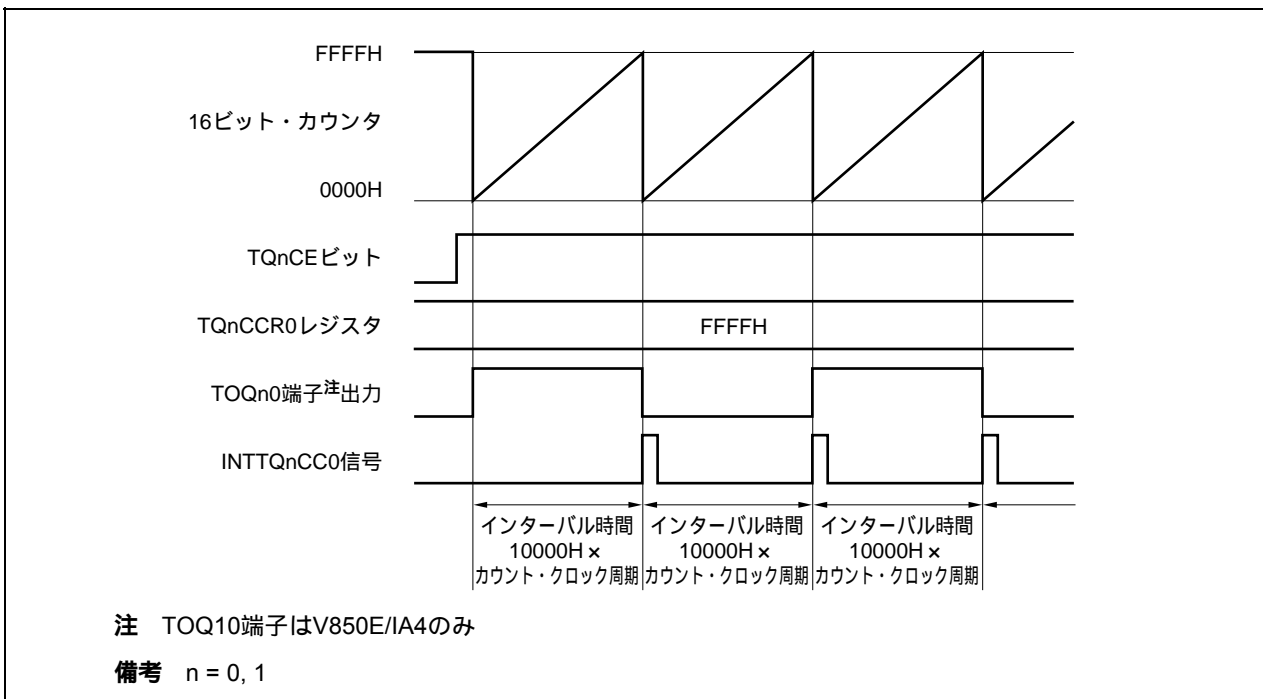 FFFFH
16ビット・カウンタ
0000H
TQnCEビット
TQnCCR0レジスタ
FFFFH
TOQn0端子注出力
INTTQnCC0信号
インターバル時間 インターバル時間 インターバル時間
10000H × 10000H × 10000H ×
カウント・クロック周期 カウント・クロック周期 カウント・クロック周期
注 TOQ10端子はV850E/IA4のみ
備考 n = 0, 1